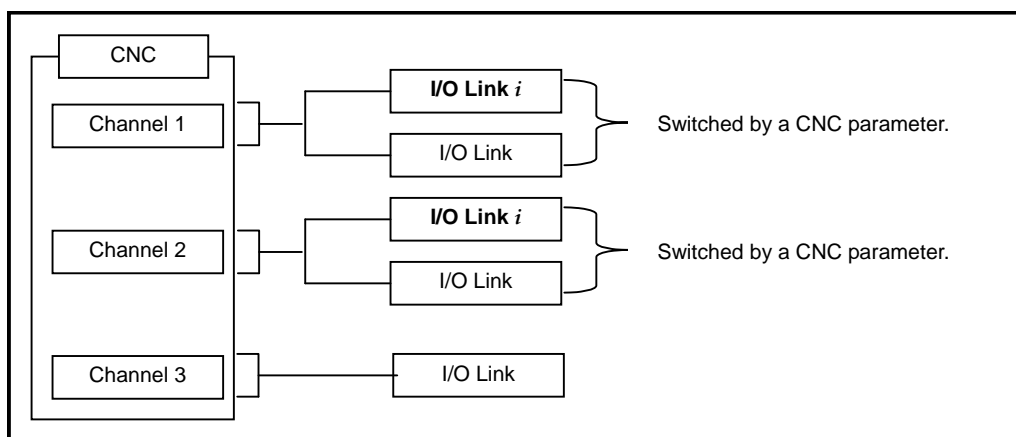 CNC
Channel 1
I/O Link i
I/O Link
Switched by a CNC parameter.
Channel 2
I/O Link i
I/O Link
Switched by a CNC parameter.
Channel 3
I/O Link